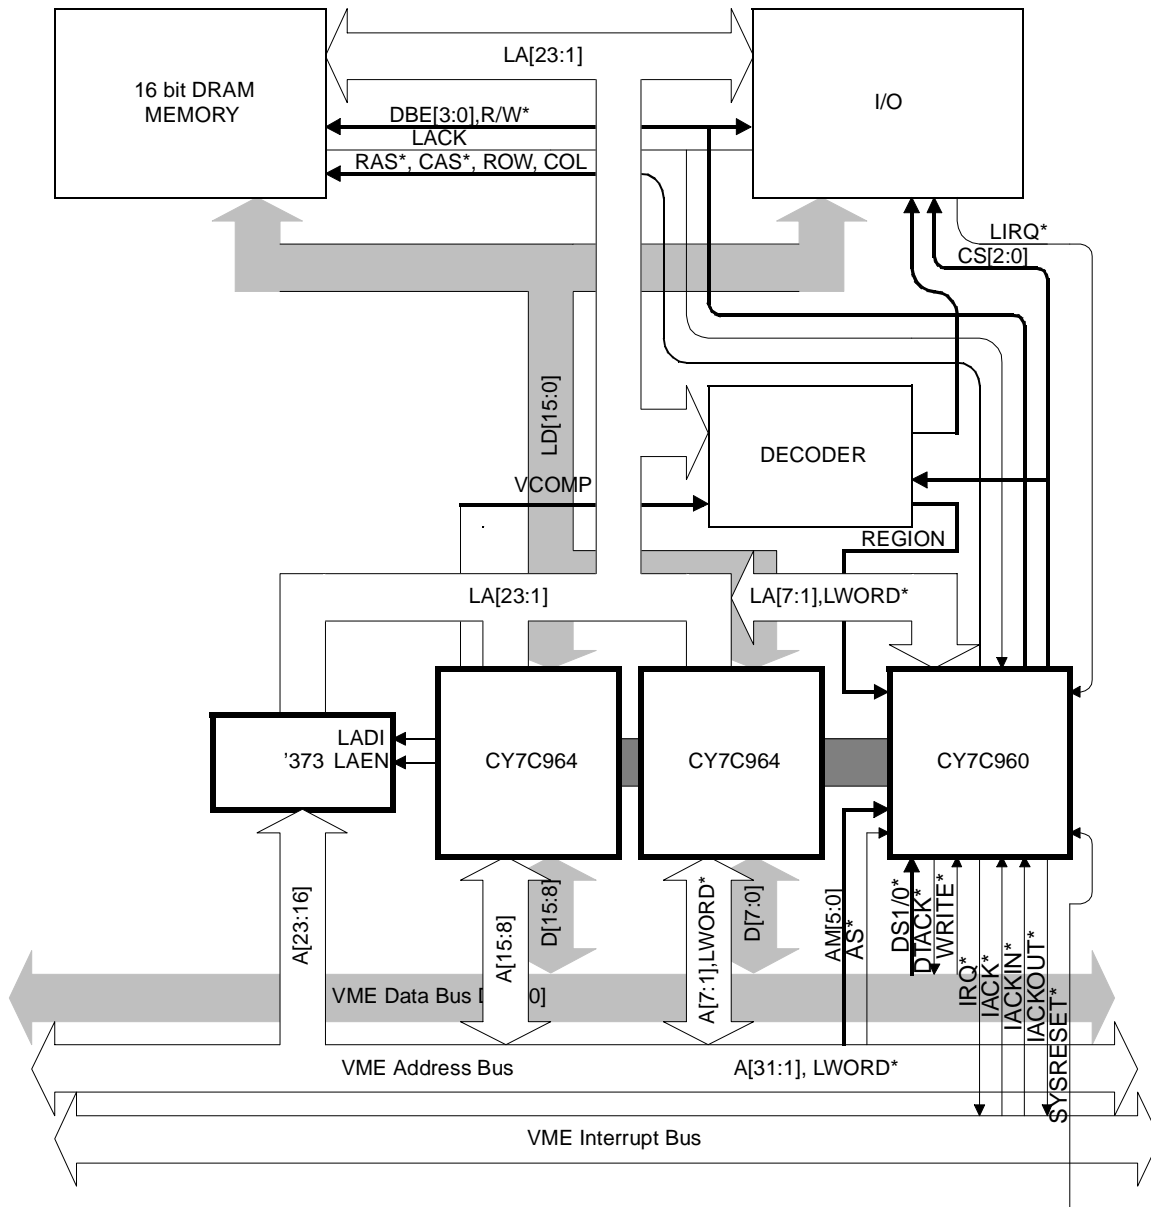 LA[23:1]
16 bit DRAM
MEMORY
I/O
DBE[3:0],R/W*
LACK
RAS*, CAS*, ROW, COL
LIRQ*
CS[2:0]
LD[15:0]
DECODER
VCOMP
REGION
LA[23:1]
LA[7:1],LWORD*
LADI
'373 LAEN
CY7C964
CY7C964
CY7C960
A[23:16]
A[15:8]
D[15:8]
A[7:1],LWORD*
D[7:0]
AM[5:0]
AS*
DS1/0*
DTACK*
WRITE*
IRQ*
IACK*
IACKIN*
IACKOUT*
SYSRESET*
VME Data Bus
0]
VME Address Bus
A[31:1], LWORD*
VME Interrupt Bus